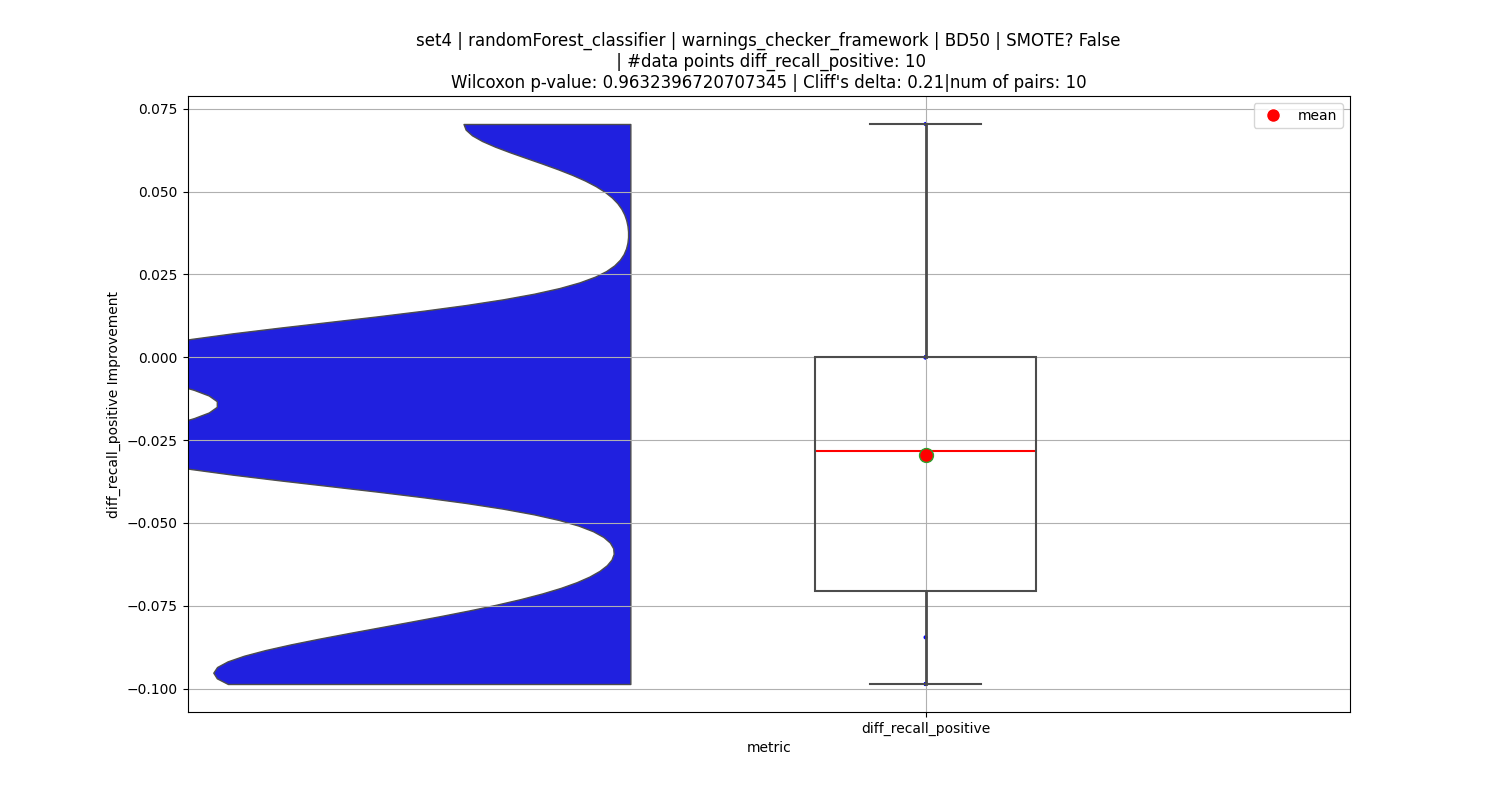 set4 | randomForest_classifier | warnings_checker_framework | BD50 | SMOTE? False
| #data points diff_recall_positive: 10
Wilcoxon p-value: 0.9632396720707345 | Cliff's delta: 0.21|num of pairs: 10
mean
0.075
0.050
0.025
0.000
−0.025
−0.050
−0.075
−0.100
diff_recall_positive Improvement
diff_recall_positive
metric